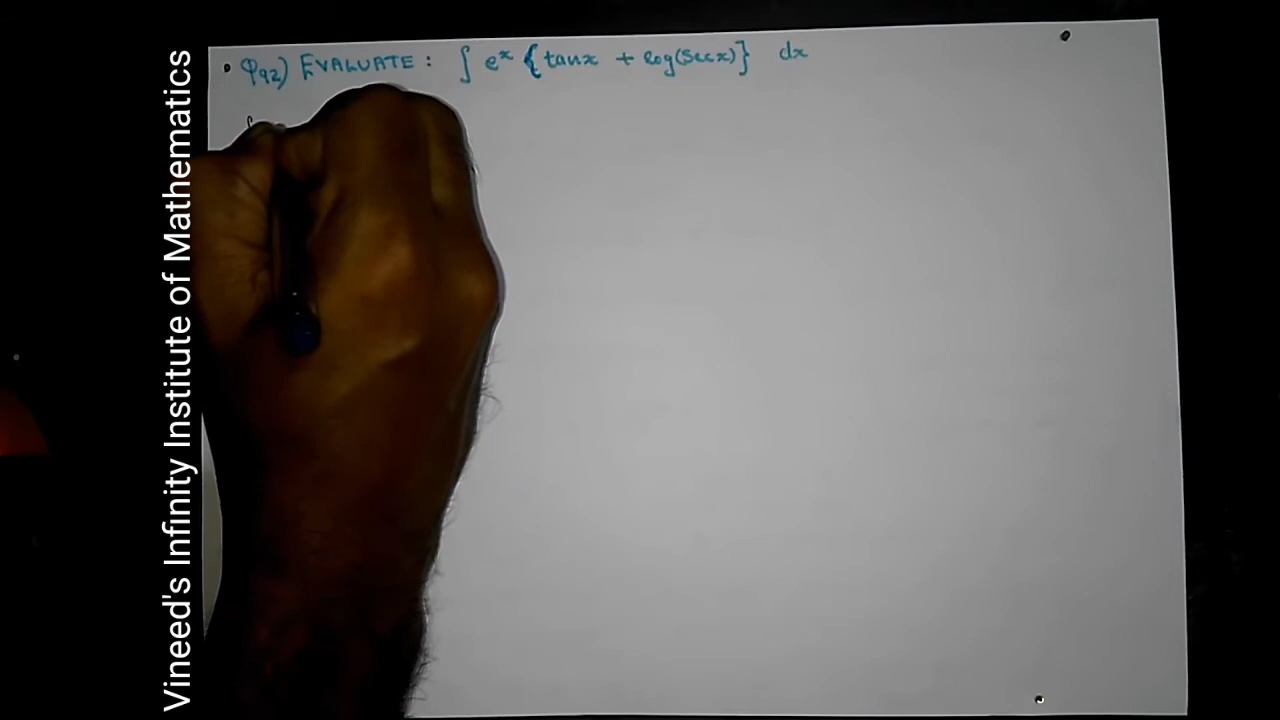 Vineed's Infinity Institute of Mathematics
Q92) EVALUATE : ∫ eˣ {tanx + log(Secx)} dx
∫